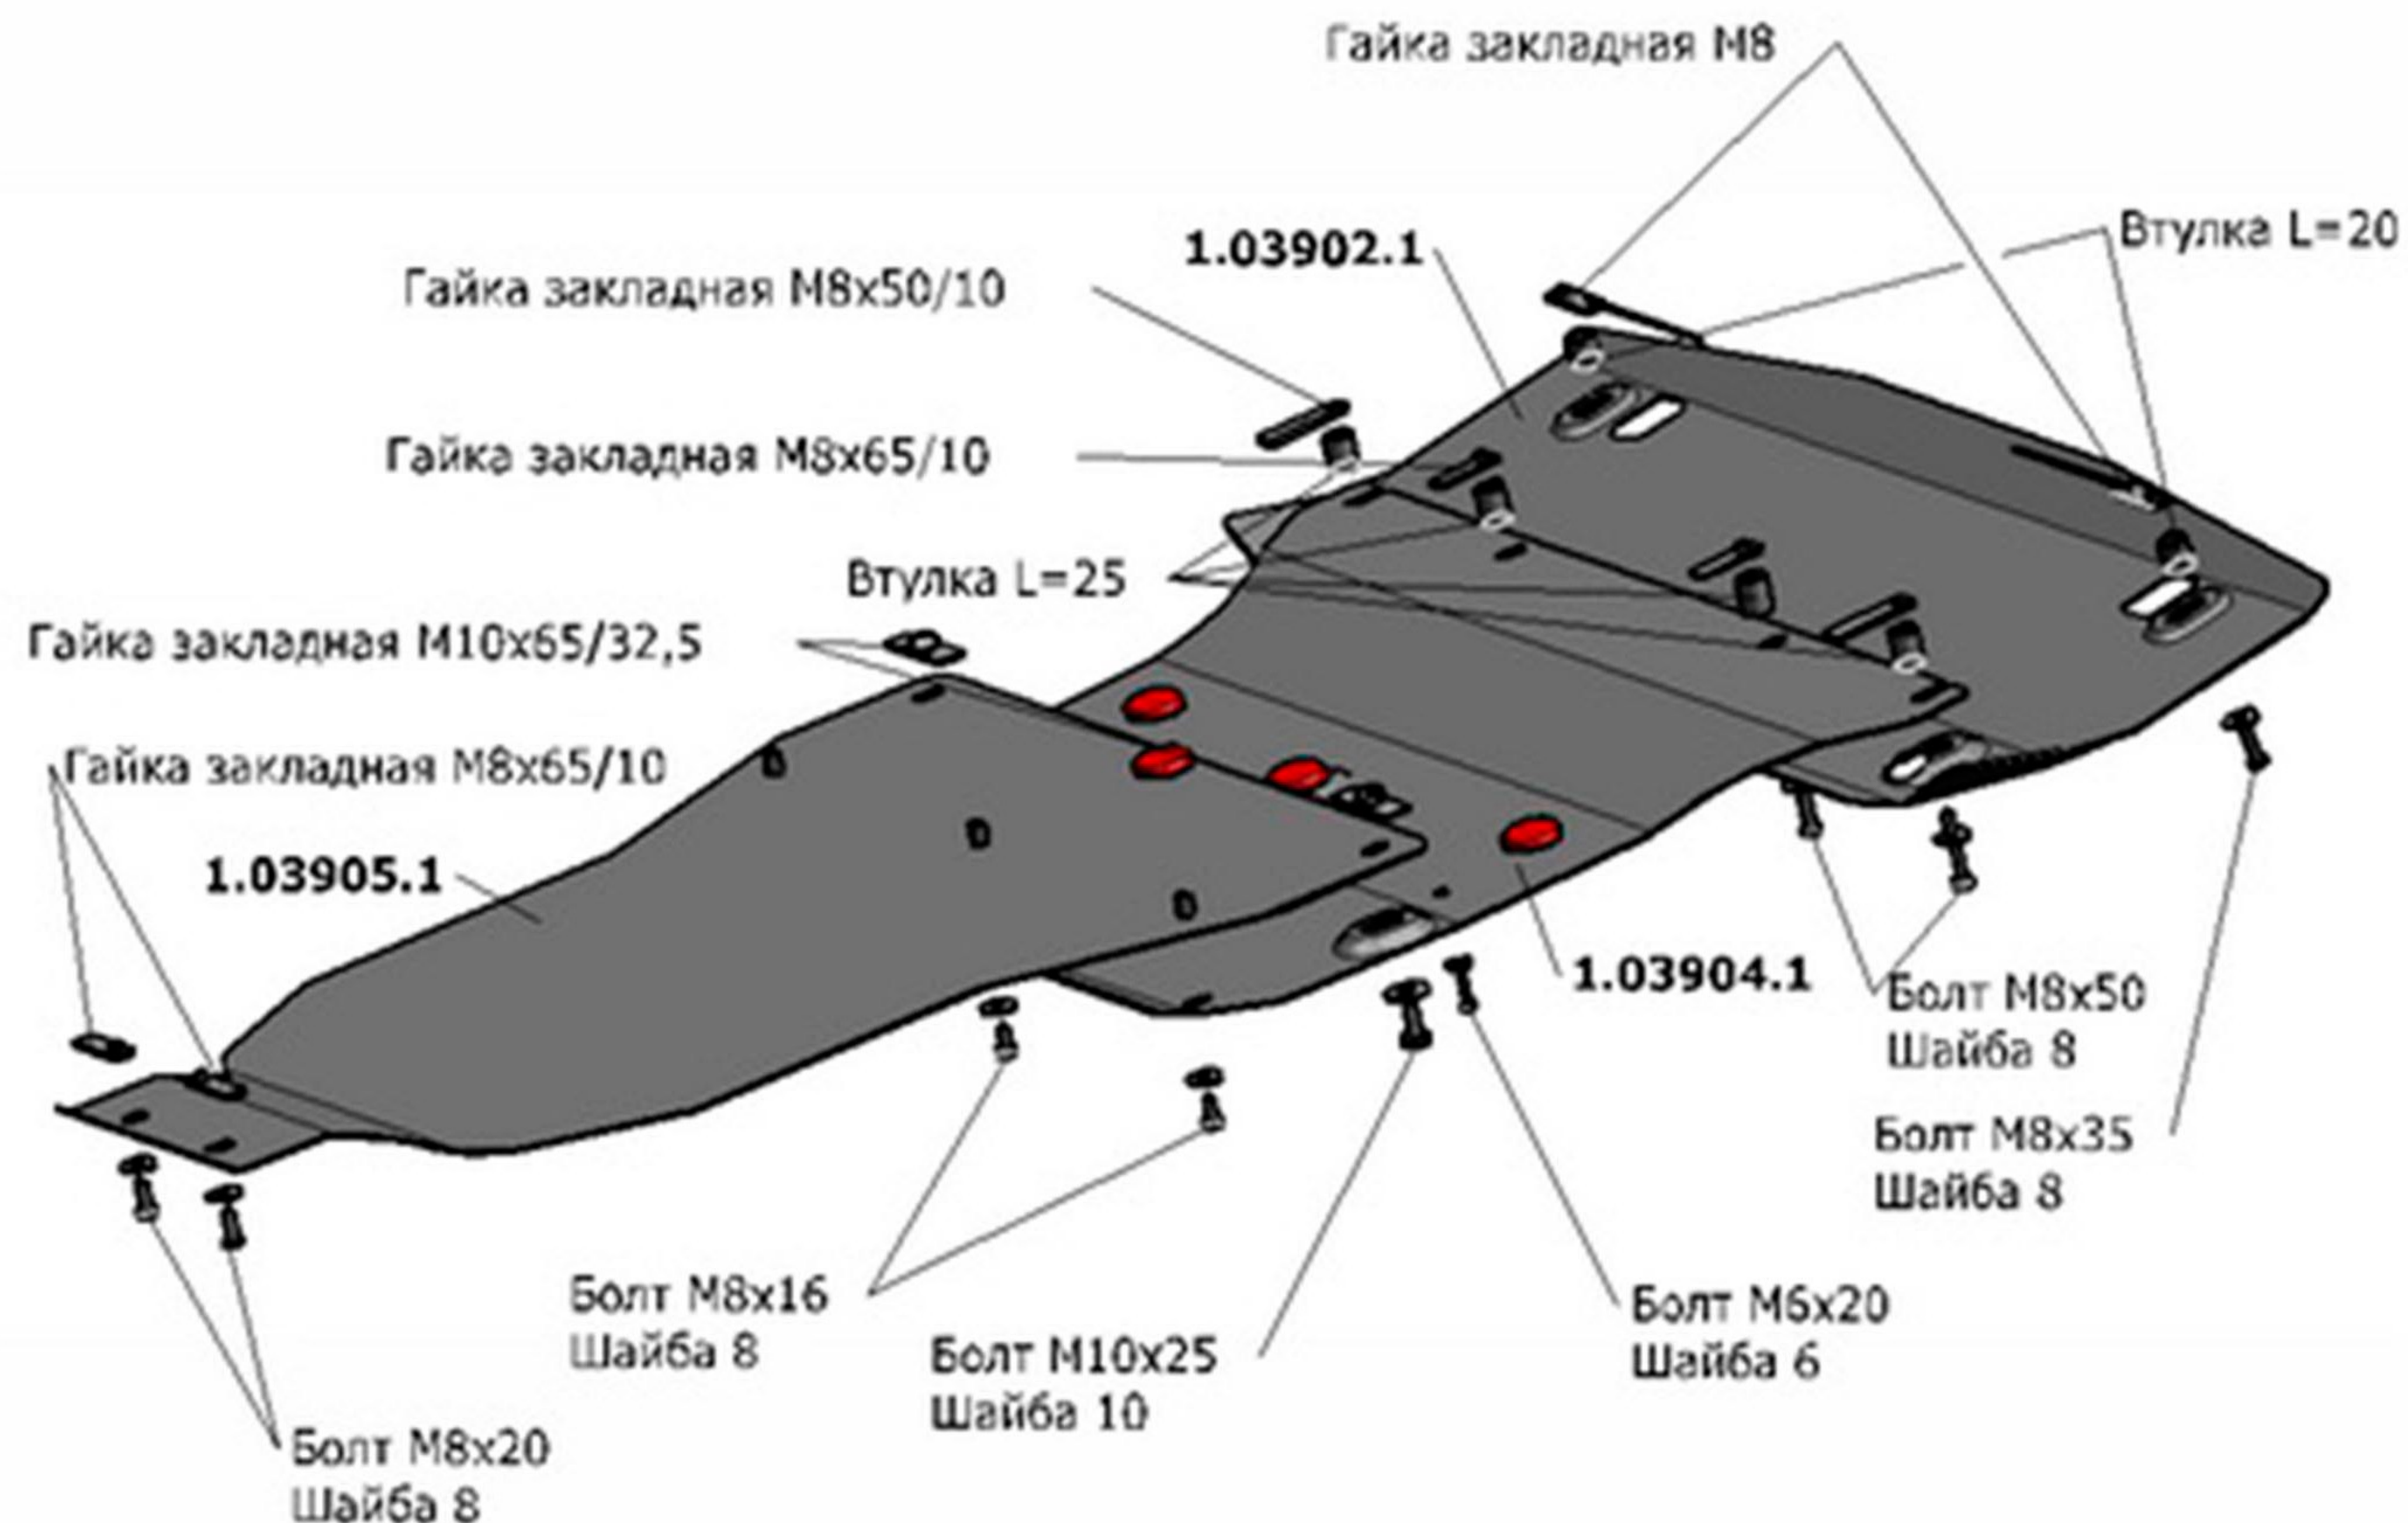 Гайка закладная М8
Втулка L=20
1.03902.1
Гайка закладная М8х50/10
Гайка закладная М8х65/10
Втулка L=25
Гайка закладная М10х65/32,5
Гайка закладная М8х65/10
1.03905.1
1.03904.1
Болт М8х50
Шайба 8
Болт М8х35
Шайба 8
Болт М8х16
Шайба 8
Болт М6х20
Шайба 6
Болт М10х25
Шайба 10
Болт М8х20
Шайба 8